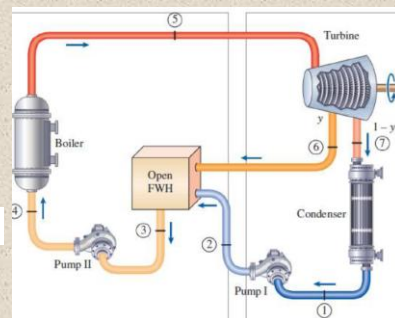 ⑤
Turbine
y
1 – y
⑥
⑦
Boiler
Open
FWH
④
③
②
Condenser
Pump II
Pump I
①